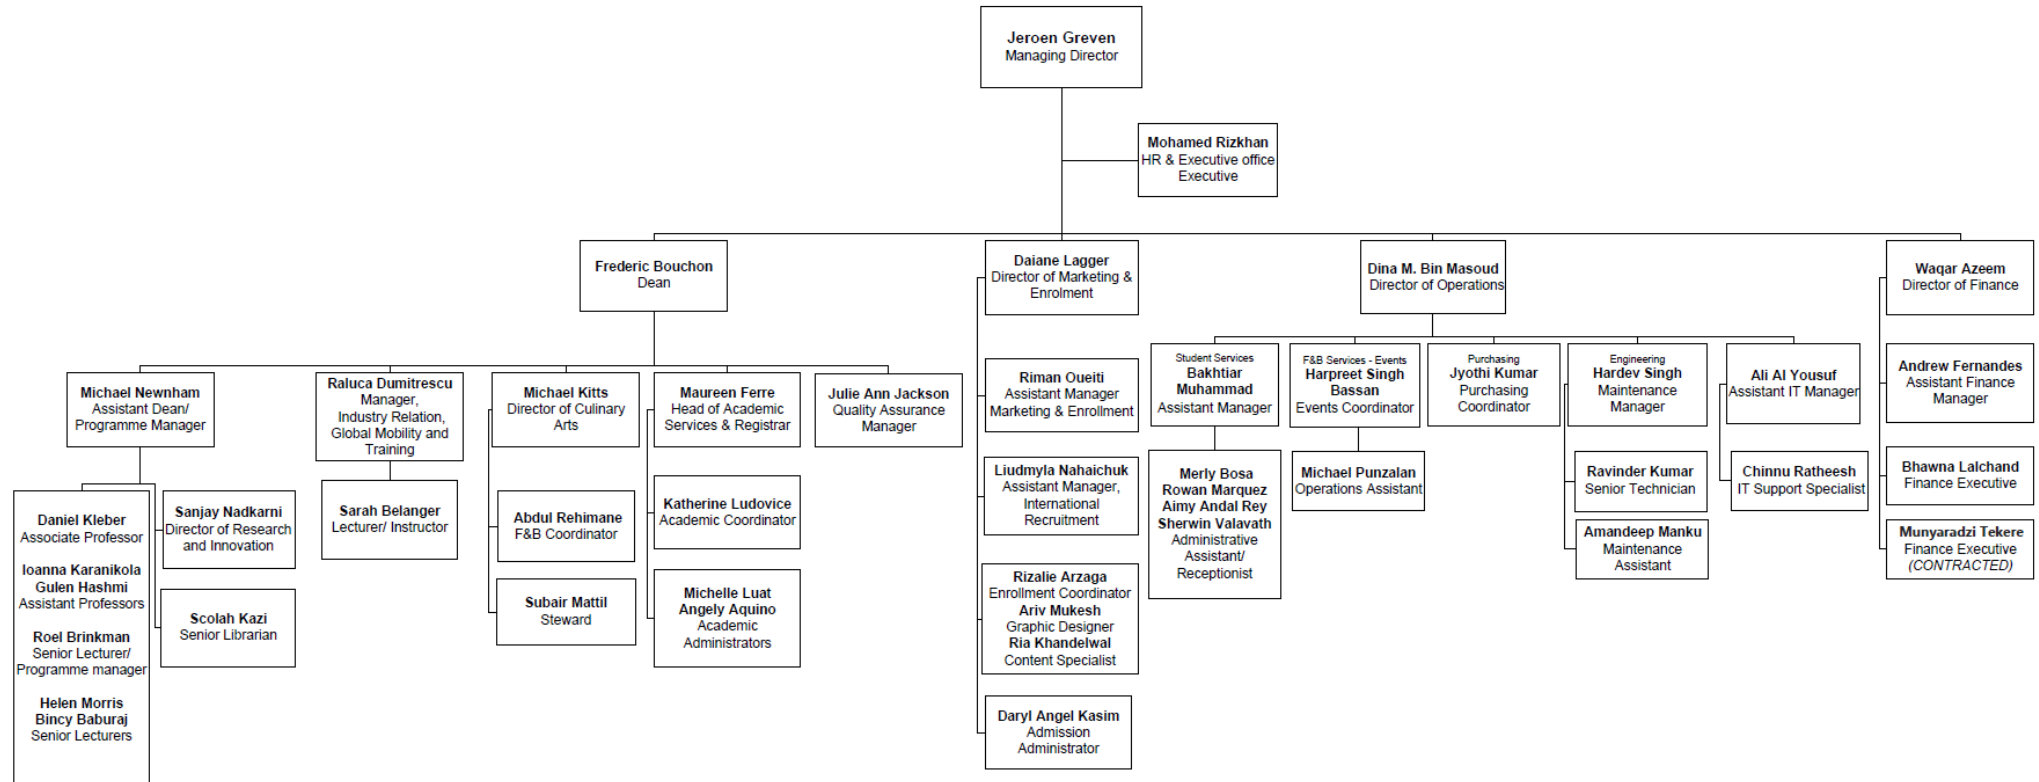 Jeroen Greven
Managing Director
Mohamed Rizkhan
HR & Executive office
Executive
Frederic Bouchon
Dean
Daiane Lagger
Director of Marketing &
Enrolment
Dina M. Bin Masoud
Director of Operations
Waqar Azeem
Director of Finance
Michael Newnham
Assistant Dean/
Programme Manager
Raluca Dumitrescu
Manager,
Industry Relation,
Global Mobility and
Training
Michael Kitts
Director of Culinary
Arts
Maureen Ferre
Head of Academic
Services & Registrar
Julie Ann Jackson
Quality Assurance
Manager
Riman Oueiti
Assistant Manager
Marketing & Enrollment
Student Services
Bakhtiar
Muhammad
Assistant Manager
F&B Services - Events
Harpreet Singh
Bassan
Events Coordinator
Purchasing
Jyothi Kumar
Purchasing
Coordinator
Engineering
Hardev Singh
Maintenance
Manager
Ali Al Yousuf
Assistant IT Manager
Andrew Fernandes
Assistant Finance
Manager
Daniel Kleber
Associate Professor
Ioanna Karanikola
Gulen Hashmi
Assistant Professors
Roel Brinkman
Senior Lecturer/
Programme manager
Helen Morris
Bincy Baburaj
Senior Lecturers
Sanjay Nadkarni
Director of Research
and Innovation
Scolah Kazi
Senior Librarian
Sarah Belanger
Lecturer/ Instructor
Abdul Rehimane
F&B Coordinator
Subair Mattil
Steward
Katherine Ludovice
Academic Coordinator
Michelle Luat
Angely Aquino
Academic
Administrators
Liudmyla Nahaichuk
Assistant Manager,
International
Recruitment
Rizalie Arzaga
Enrollment Coordinator
Ariv Mukesh
Graphic Designer
Ria Khandelwal
Content Specialist
Daryl Angel Kasim
Admission
Administrator
Merly Bosa
Rowan Marquez
Aimy Andal Rey
Sherwin Valavath
Administrative
Assistant/
Receptionist
Michael Punzalan
Operations Assistant
Ravinder Kumar
Senior Technician
Amandeep Manku
Maintenance
Assistant
Chinnu Ratheesh
IT Support Specialist
Bhawna Lalchand
Finance Executive
Munyaradzi Tekere
Finance Executive
(CONTRACTED)